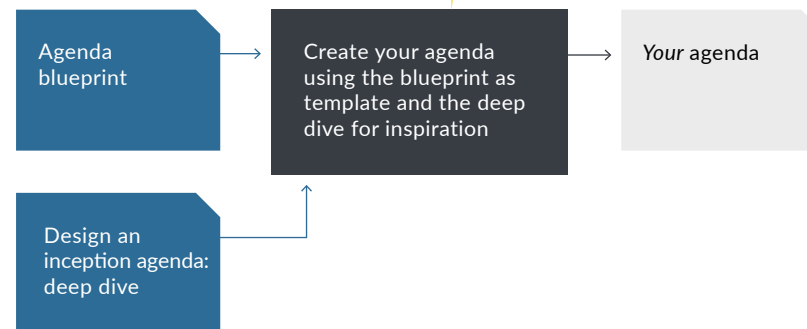 Agenda
blueprint
Create your agenda
using the blueprint as
template and the deep
dive for inspiration
Your agenda
Design an
inception agenda:
deep dive